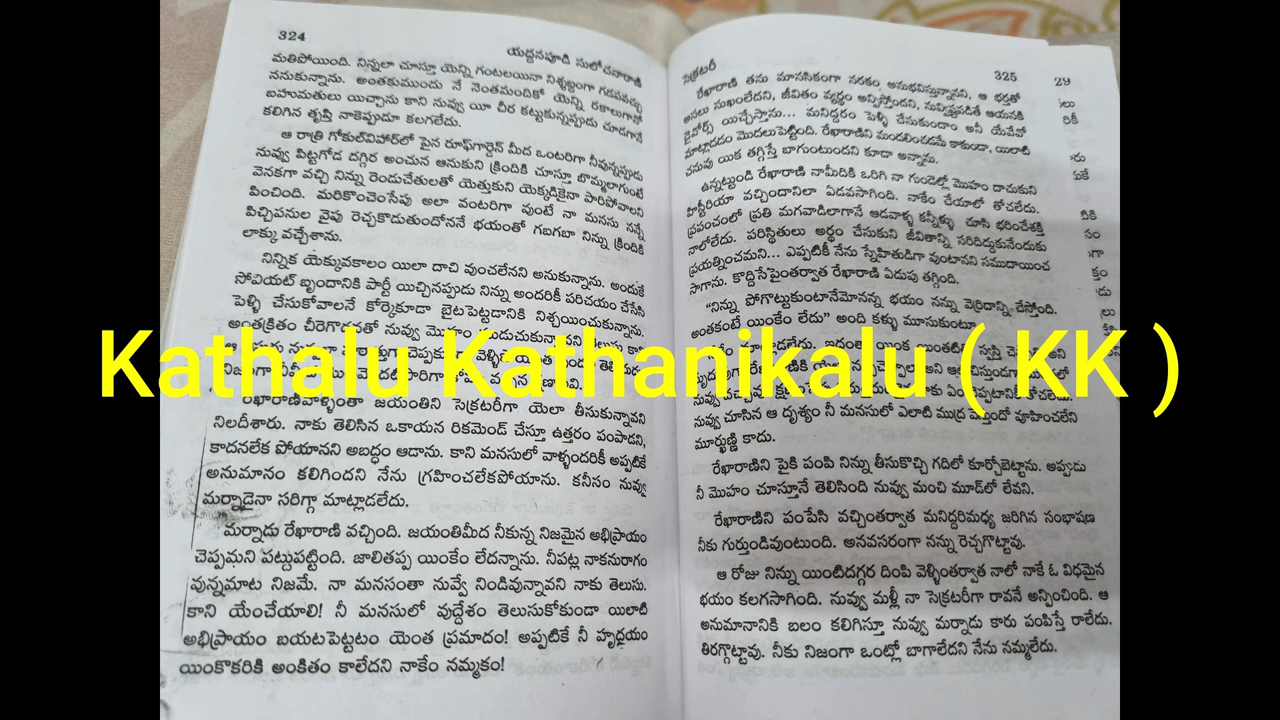 324
యద్దనపూడి సులోచనారాణి
మతిపోయింది. నిన్నలా చూస్తూ యెన్ని గంటలయినా నిశ్శబ్దంగా గడపవచ్చు
ననుకున్నాను. అంతకుముందు నే నెంతమందికో యెన్ని రకాలుగానో
బహుమతులు యిచ్చాను కాని నువ్వు యీ చీర కట్టుకున్నప్పుడు చూడగానే
కలిగిన తృప్తి నాకెప్పుడూ కలగలేదు.
ఆ రాత్రి గోకుల్‌విహార్‌లో పైన రూఫ్‌గార్డెన్ మీద ఒంటరిగా నీవున్నప్పుడు
నువ్వు పిట్టగోడ దగ్గిర అంచున ఆనుకుని క్రిందికి చూస్తూ బొమ్మలాగుంటే
వెనకగా వచ్చి నిన్ను రెండుచేతులతో యెత్తుకుని యెక్కడికైనా పారిపోవాలని
పించింది. మరికొంచెంసేపు అలా వంటరిగా వుంటే నా మనసు నన్నే
పిచ్చిపనుల వైపు రెచ్చకొడుతుందోననే భయంతో గబగబా నిన్ను క్రిందికి
లాక్కు వచ్చేశాను.
నిన్నిక యెక్కువకాలం యిలా దాచి వుంచలేనని అనుకున్నాను. అందుకే
సోవియట్ బృందానికి పార్టీ యిచ్చినప్పుడు నిన్ను అందరికీ పరిచయం చేసేసి
పెళ్ళి చేసుకోవాలనే కోర్కెకూడా బైటపెట్టడానికి నిశ్చయించుకున్నాను.
రేఖారాణీవాళ్ళంతా జయంతిని సెక్రటరీగా యెలా తీసుకున్నావని
నిలదీశారు. నాకు తెలిసిన ఒకాయన రికమెండ్ చేస్తూ ఉత్తరం పంపాడని,
కాదనలేక పోయానని అబద్ధం ఆడాను. కాని మనసులో వాళ్ళందరికీ అప్పటికే
అనుమానం కలిగిందని నేను గ్రహించలేకపోయాను. కనీసం నువ్వు
మర్నాడైనా సరిగ్గా మాట్లాడలేదు.
మర్నాడు రేఖారాణి వచ్చింది. జయంతిమీద నీకున్న నిజమైన అభిప్రాయం
చెప్పమని పట్టుపట్టింది. జాలితప్ప యింకేం లేదన్నాను. నీపట్ల నాకనురాగం
వున్నమాట నిజమే. నా మనసంతా నువ్వే నిండివున్నావని నాకు తెలుసు.
కాని యేంచేయాలి! నీ మనసులో వుద్దేశం తెలుసుకోకుండా యిలాటి
అభిప్రాయం బయటపెట్టటం యెంత ప్రమాదం! అప్పటికే నీ హృదయం
యింకొకరికి అంకితం కాలేదని నాకేం నమ్మకం!
సెక్రటరీ
325
రేఖారాణి తను మానసికంగా నరకం అనుభవిస్తున్నానని, ఆ భర్తతో
అసలు సుఖంలేదని, జీవితం వ్యర్థం అన్పిస్తోందని, నువ్విష్టపడితే ఆయనకి
డైవోర్స్ యిచ్చేస్తాను... మనిద్దరం పెళ్ళి చేసుకుందాం అనీ యేవేవో
మాట్లాడడం మొదలుపెట్టింది. రేఖారాణిని మందలించడమే కాకుండా, యిలాటి
చనువు యిక తగ్గిస్తే బాగుంటుందని కూడా అన్నాను.
ఉన్నట్టుండి రేఖారాణి నామీదికి ఒరిగి నా గుండెల్లో మొహం దాచుకుని
హిస్టీరియా వచ్చిందానిలా ఏడవసాగింది. నాకేం చేయాలో తోచలేదు.
ప్రపంచంలో ప్రతి మగవాడిలాగానే ఆడవాళ్ళ కన్నీళ్ళు చూసి భరించేశక్తి
నాలోలేదు. పరిస్థితులు అర్థం చేసుకుని జీవితాన్ని సరిదిద్దుకునేందుకు
ప్రయత్నించమని... ఎప్పటికీ నేను స్నేహితుడిగా వుంటానని సముదాయించ
సాగాను. కొద్దిసేపైంతర్వాత రేఖారాణి ఏడుపు తగ్గింది.
"నిన్ను పోగొట్టుకుంటానేమోనన్న భయం నన్ను వెర్రిదాన్ని చేస్తోంది.
అంతకంటే యింకేం లేదు" అంది కళ్ళు మూసుకుంటూ.
Kathalu Kathanikalu ( KK )
నువ్వు చూసిన ఆ దృశ్యం నీ మనసులో ఎలాటి ముద్ర వేస్తుందో వూహించలేని
మూర్ఖుణ్ణి కాదు.
రేఖారాణిని పైకి పంపి నిన్ను తీసుకొచ్చి గదిలో కూర్చోబెట్టాను. అప్పుడు
నీ మొహం చూస్తూనే తెలిసింది నువ్వు మంచి మూడ్‌లో లేవని.
రేఖారాణిని పంపేసి వచ్చింతర్వాత మనిద్దరిమధ్య జరిగిన సంభాషణ
నీకు గుర్తుండివుంటుంది. అనవసరంగా నన్ను రెచ్చగొట్టావు.
ఆ రోజు నిన్ను యింటిదగ్గర దింపి వెళ్ళింతర్వాత నాలో నాకే ఓ విధమైన
భయం కలగసాగింది. నువ్వు మళ్లీ నా సెక్రటరీగా రావనే అన్పించింది. ఆ
అనుమానానికి బలం కలిగిస్తూ నువ్వు మర్నాడు కారు పంపిస్తే రాలేదు.
తిరగ్గొట్టావు. నీకు నిజంగా ఒంట్లో బాగాలేదని నేను నమ్మలేదు.
29